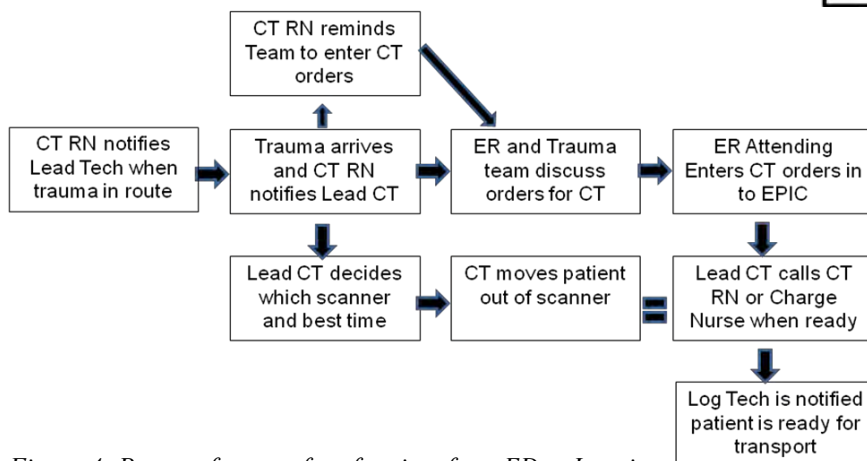 CT RN reminds
Team to enter CT
orders
CT RN notifies
Lead Tech when
trauma in route
Trauma arrives
and CT RN
notifies Lead CT
ER and Trauma
team discuss
orders for CT
ER Attending
Enters CT orders in
to EPIC
Lead CT decides
which scanner
and best time
CT moves patient
out of scanner
Lead CT calls CT
RN or Charge
Nurse when ready
Log Tech is notified
patient is ready for
transport